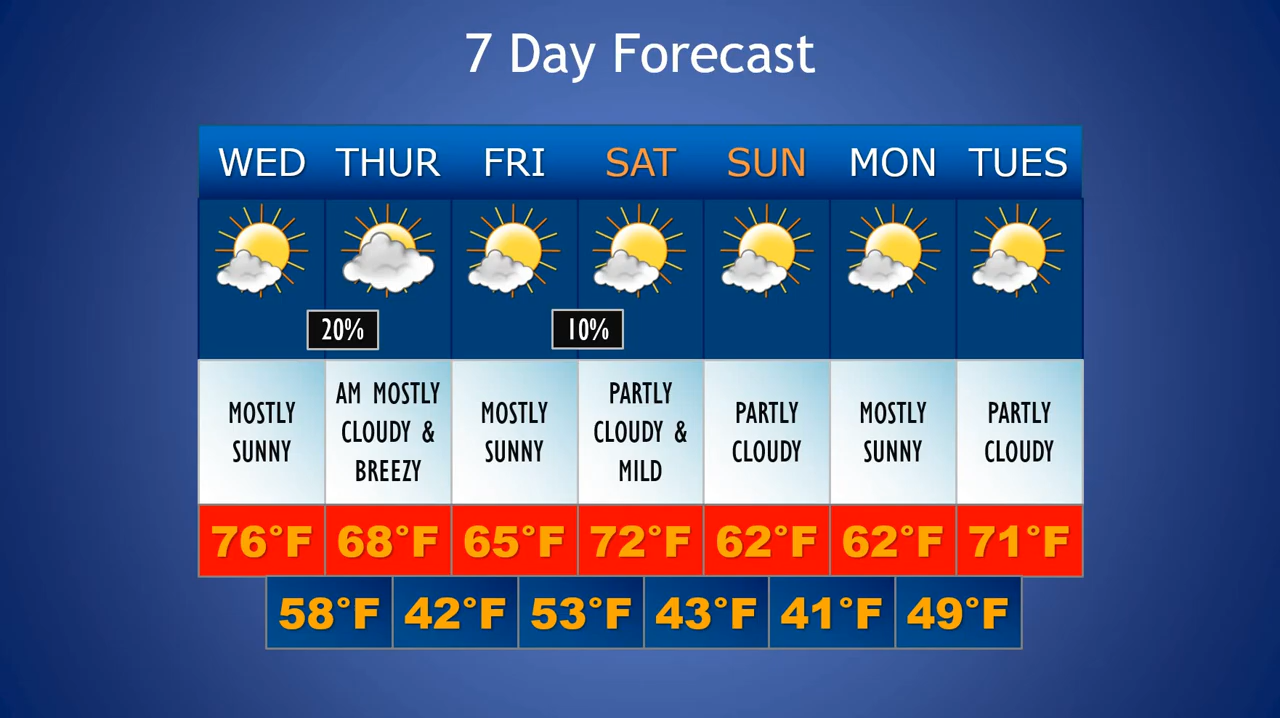 7 Day Forecast
WED THUR FRI SAT SUN MON TUES
20% 10%
MOSTLY SUNNY
AM MOSTLY CLOUDY & BREEZY
MOSTLY SUNNY
PARTLY CLOUDY & MILD
PARTLY CLOUDY
MOSTLY SUNNY
PARTLY CLOUDY
76°F 68°F 65°F 72°F 62°F 62°F 71°F
58°F 42°F 53°F 43°F 41°F 49°F